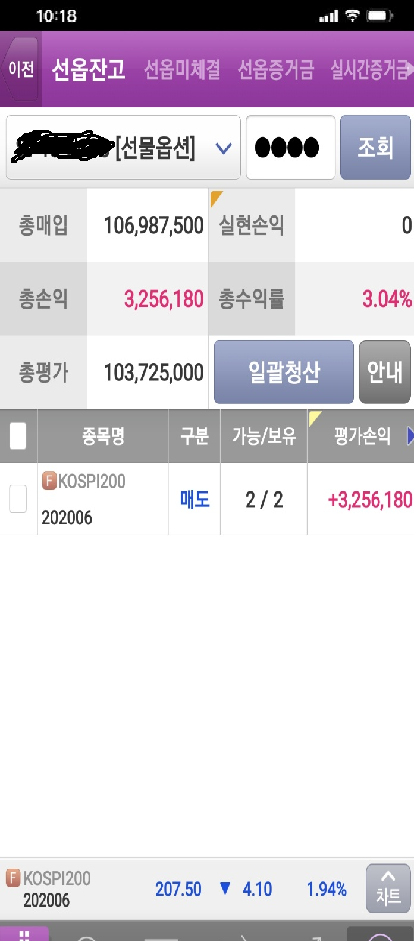 10:18
이전 선옵잔고 선옵미체결 선옵증거금 실시간증거금
[선물옵션] 조회
총매입 106,987,500 실현손익 0
총손익 3,256,180 총수익률 3.04%
총평가 103,725,000 일괄청산 안내
종목명 구분 가능/보유 평가손익
F KOSPI200
202006 매도 2 / 2 +3,256,180
F KOSPI200
202006 207.50 ▼ 4.10 1.94% 차트